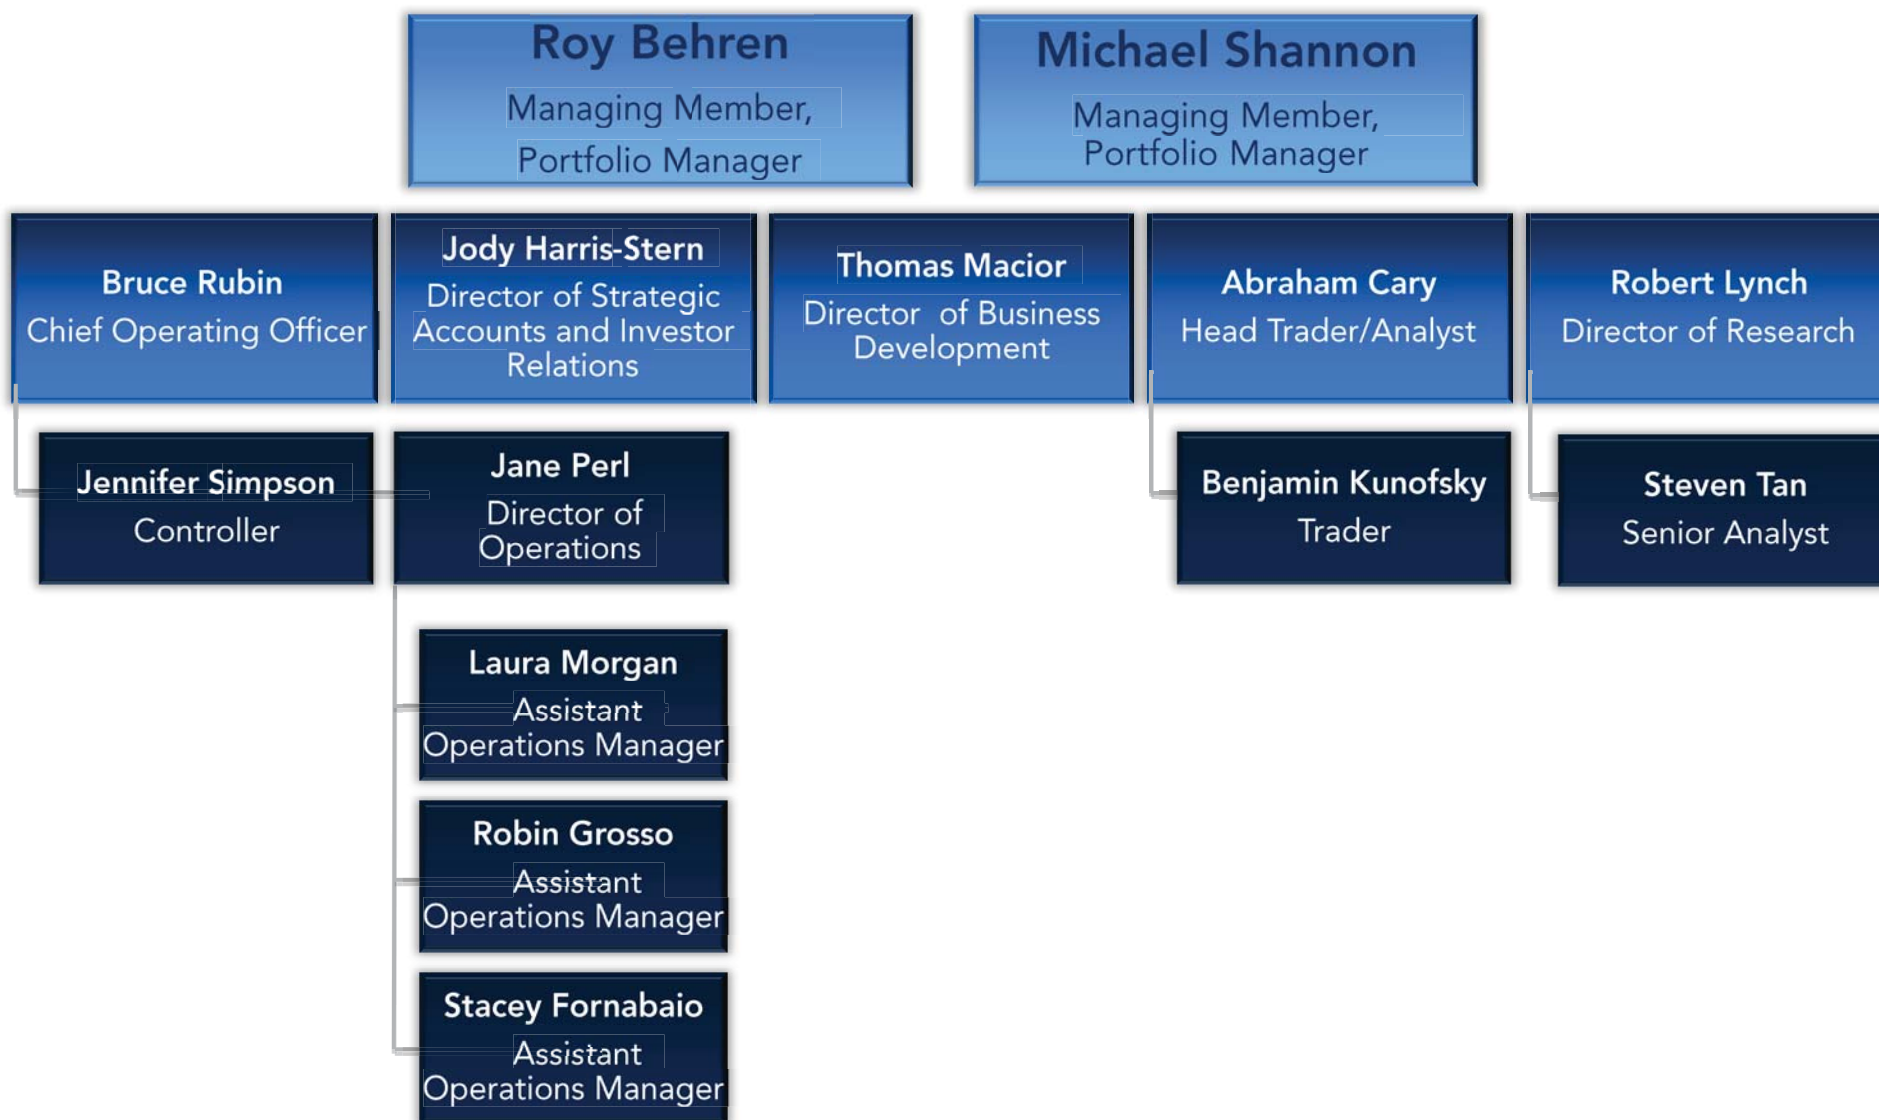 Roy Behren
Managing Member,
Portfolio Manager
Michael Shannon
Managing Member,
Portfolio Manager
Bruce Rubin
Chief Operating Officer
Jody Harris-Stern
Director of Strategic
Accounts and Investor
Relations
Thomas Macior
Director of Business
Development
Abraham Cary
Head Trader/Analyst
Robert Lynch
Director of Research
Jennifer Simpson
Controller
Jane Perl
Director of
Operations
Benjamin Kunofsky
Trader
Steven Tan
Senior Analyst
Laura Morgan
Assistant
Operations Manager
Robin Grosso
Assistant
Operations Manager
Stacey Fornabaio
Assistant
Operations Manager